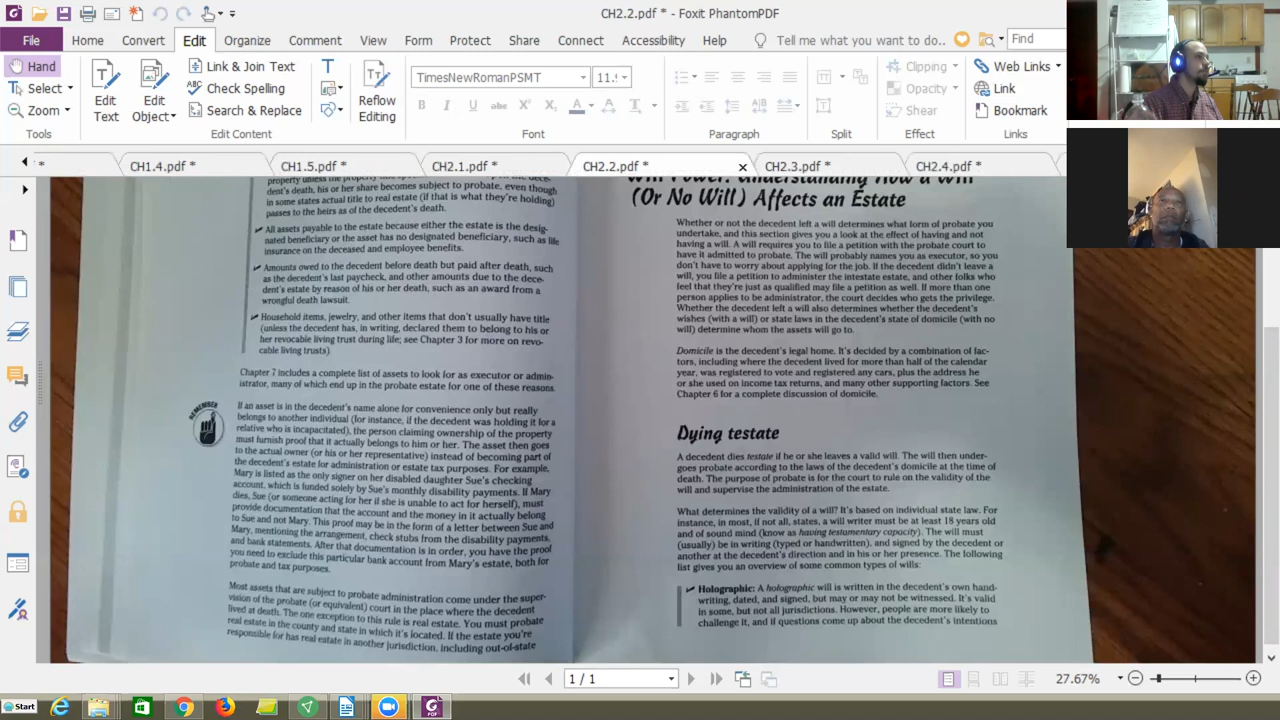 CH2.2.pdf * - Foxit PhantomPDF
File Home Convert Edit Organize Comment View Form Protect Share Connect Accessibility Help Tell me what you want to do.. Find
Hand
Select
Zoom
Tools
Edit Text
Edit Object
Link & Join Text
Check Spelling
Search & Replace
Edit Content
Reflow Editing
TimesNewRomanPSMT
B I U abc X² X₂ A
Font
Paragraph
Split
Clipping
Opacity
Shear
Effect
Web Links
Link
Bookmark
Links
* CH1.4.pdf * CH1.5.pdf * CH2.1.pdf * CH2.2.pdf * CH2.3.pdf * CH2.4.pdf *
dent's death, his or her share becomes subject to probate, even though
in some states actual title to real estate (if that is what they're holding)
passes to the heirs as of the decedent's death.
✓ All assets payable to the estate because either the estate is the desig-
nated beneficiary or the asset has no designated beneficiary, such as life
insurance on the deceased and employee benefits.
✓ Amounts owed to the decedent before death but paid after death, such
as the decedent's last paycheck, and other amounts due to the dece-
dent's estate by reason of his or her death, such as an award from a
wrongful death lawsuit.
✓ Household items, jewelry, and other items that don't usually have title
(unless the decedent has, in writing, declared them to belong to his or
her revocable living trust during life; see Chapter 3 for more on revo-
cable living trusts)
Chapter 7 includes a complete list of assets to look for as executor or admin-
istrator, many of which end up in the probate estate for one of these reasons.
REMEMBER
If an asset is in the decedent's name alone for convenience only but really
belongs to another individual (for instance, if the decedent was holding it for a
relative who is incapacitated), the person claiming ownership of the property
must furnish proof that it actually belongs to him or her. The asset then goes
to the actual owner (or his or her representative) instead of becoming part of
the decedent's estate for administration or estate tax purposes. For example,
Mary is listed as the only signer on her disabled daughter Sue's checking
account, which is funded solely by Sue's monthly disability payments. If Mary
dies, Sue (or someone acting for her if she is unable to act for herself), must
provide documentation that the account and the money in it actually belong
to Sue and not Mary. This proof may be in the form of a letter between Sue and
Mary, mentioning the arrangement, check stubs from the disability payments,
and bank statements. After that documentation is in order, you have the proof
you need to exclude this particular bank account from Mary's estate, both for
probate and tax purposes.
Most assets that are subject to probate administration come under the super-
vision of the probate (or equivalent) court in the place where the decedent
lived at death. The one exception to this rule is real estate. You must probate
real estate in the county and state in which it's located. If the estate you're
responsible for has real estate in another jurisdiction, including out-of-state
Will Power: Understanding How a Will
(Or No Will) Affects an Estate
Whether or not the decedent left a will determines what form of probate you
undertake, and this section gives you a look at the effect of having and not
having a will. A will requires you to file a petition with the probate court to
have it admitted to probate. The will probably names you as executor, so you
don't have to worry about applying for the job. If the decedent didn't leave a
will, you file a petition to administer the intestate estate, and other folks who
feel that they're just as qualified may file a petition as well. If more than one
person applies to be administrator, the court decides who gets the privilege.
Whether the decedent left a will also determines whether the decedent's
wishes (with a will) or state laws in the decedent's state of domicile (with no
will) determine whom the assets will go to.
Domicile is the decedent's legal home. It's decided by a combination of fac-
tors, including where the decedent lived for more than half of the calendar
year, was registered to vote and registered any cars, plus the address he
or she used on income tax returns, and many other supporting factors. See
Chapter 6 for a complete discussion of domicile.
Dying testate
A decedent dies testate if he or she leaves a valid will. The will then under-
goes probate according to the laws of the decedent's domicile at the time of
death. The purpose of probate is for the court to rule on the validity of the
will and supervise the administration of the estate.
What determines the validity of a will? It's based on individual state law. For
instance, in most, if not all, states, a will writer must be at least 18 years old
and of sound mind (know as having testamentary capacity). The will must
(usually) be in writing (typed or handwritten), and signed by the decedent or
another at the decedent's direction and in his or her presence. The following
list gives you an overview of some common types of wills:
✓ Holographic: A holographic will is written in the decedent's own hand-
writing, dated, and signed, but may or may not be witnessed. It's valid
in some, but not all jurisdictions. However, people are more likely to
challenge it, and if questions come up about the decedent's intentions
1 / 1
27.67%
Start